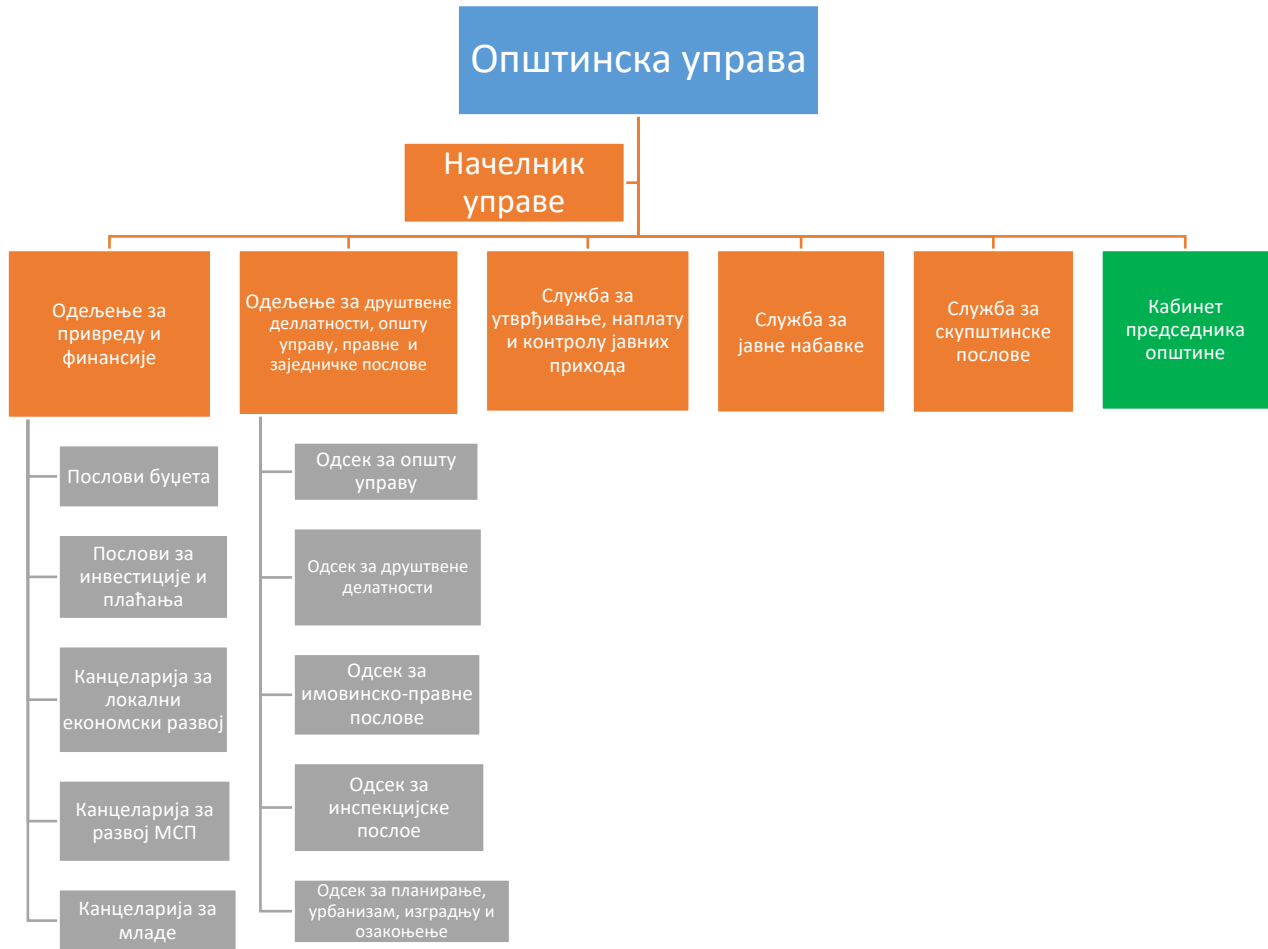 Општинска управа
Начелник
управе
Одељење за
привреду и
финансије
Одељење за друштвене
деллатности, општу
управу, правне и
заједничке послове
Служба за
утврђивање, наплату
и контролу јавних
прихода
Служба за
јавне набавке
Служба за
скупштинске
послове
Кабинет
председника
општине
Послови буџета
Послови за
инвестиције и
плаћања
Канцеларија за
локални
економски развој
Канцеларија за
развој МСП
Канцеларија за
младе
Одсек за општу
управу
Одсек за друштвене
делатности
Одсек за
имовинско-правне
послове
Одсек за
инспекцијске
послое
Одсек за планирање,
урбанизам, изградњу и
озакоњење